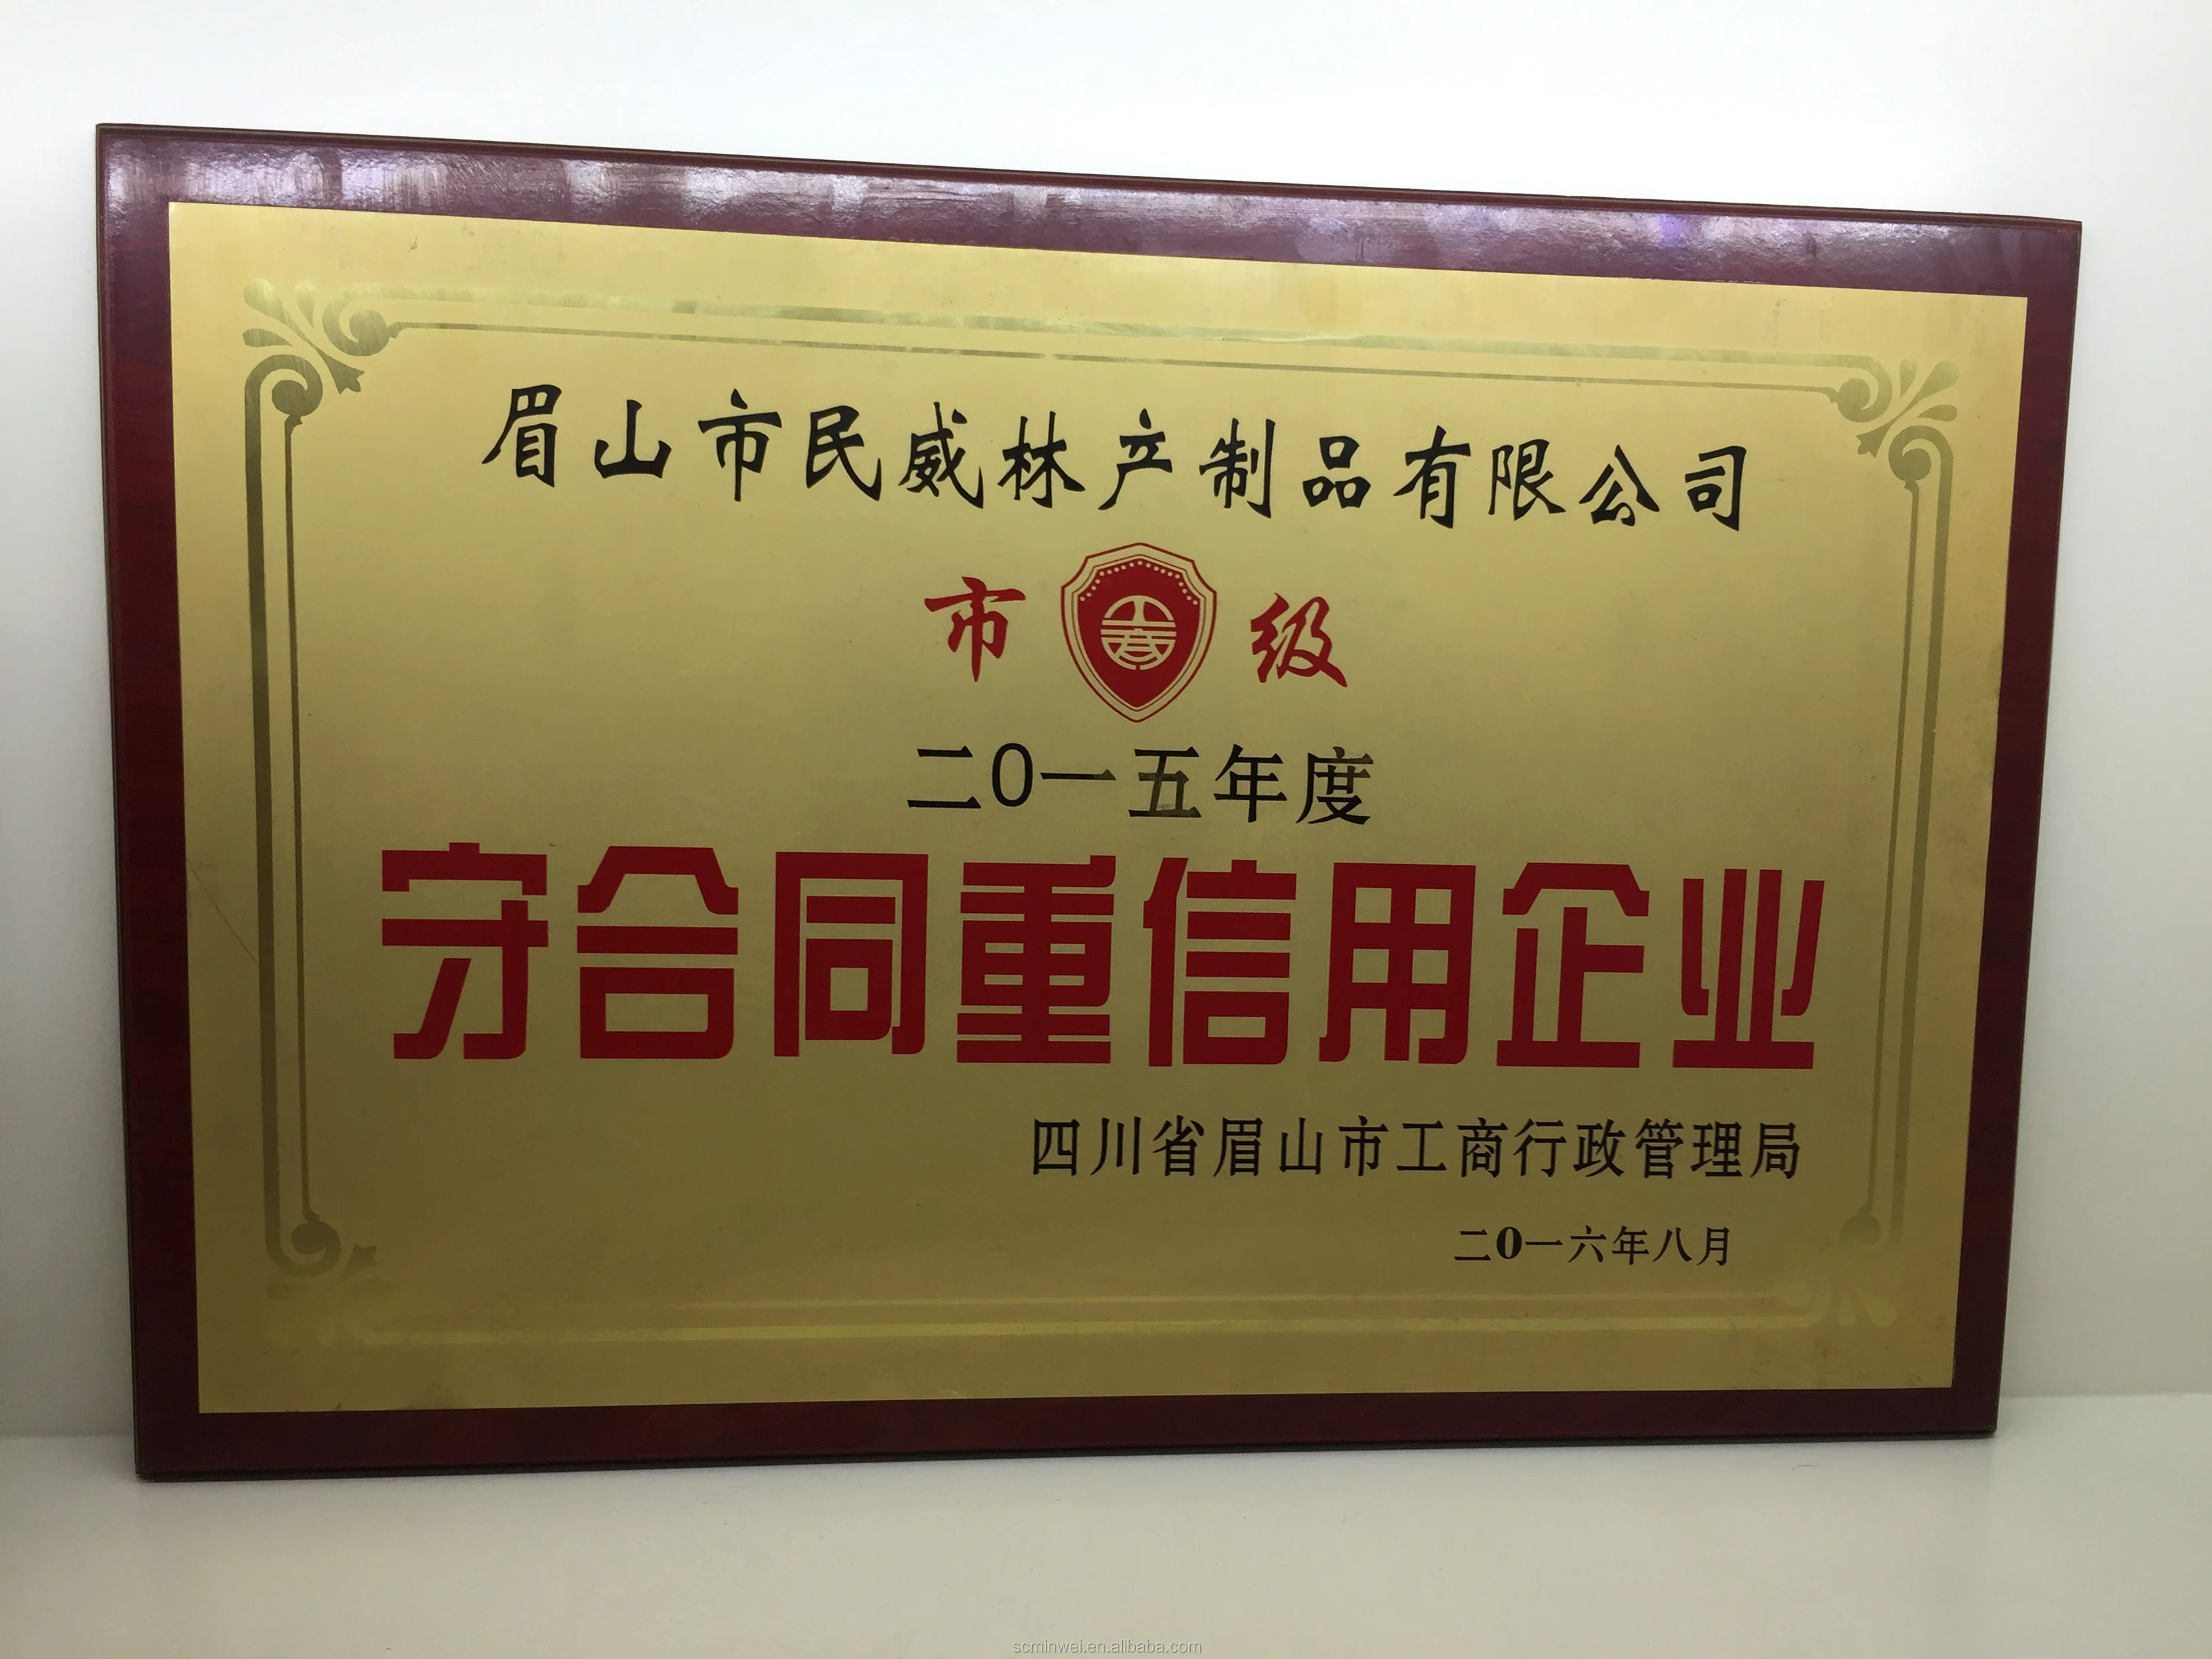 眉山市民威林产制品有限公司
市级
二0一五年度
守合同重信用企业
四川省眉山市工商行政管理局
二0一六年八月
scminwei.en.alibaba.com